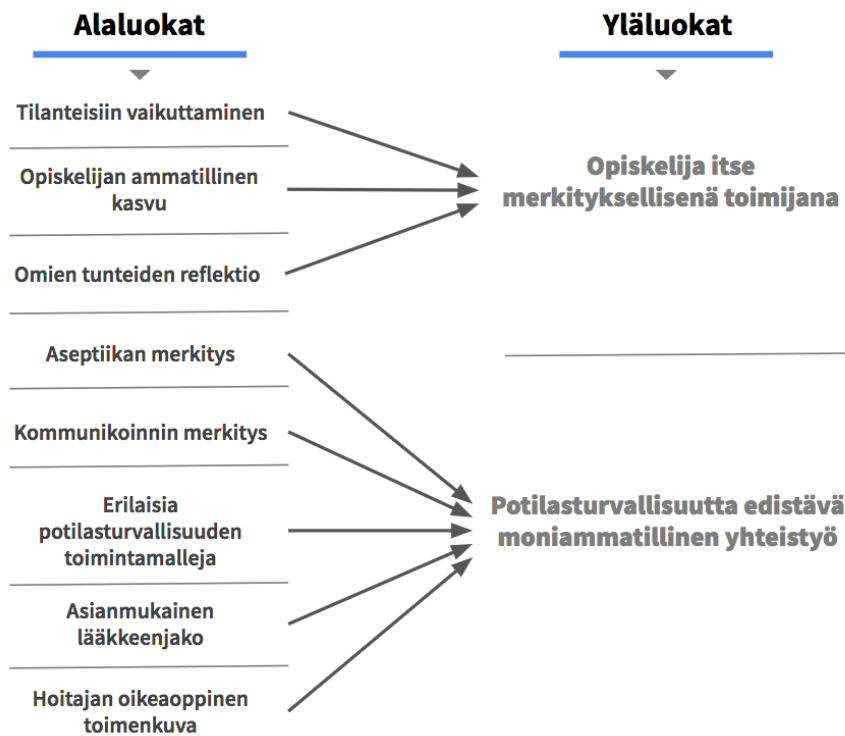 Alaluokat
Tilanteisiin vaikuttaminen
Opiskelijan ammatillinen
kasvu
Omien tunteiden reflektio
Aseptiikan merkitys
Kommunikoinnin merkitys
Erilaisia
potilasturvallisuuden
toimintamalleja
Asianmukainen
lääkkeenjako
Hoitajan oikeaoppinen
toimenkuva
Yläluokat
Opiskelija itse
merkityksellisenä toimijana
Potilasturvallisuutta edistävä
moniammatillinen yhteistyö